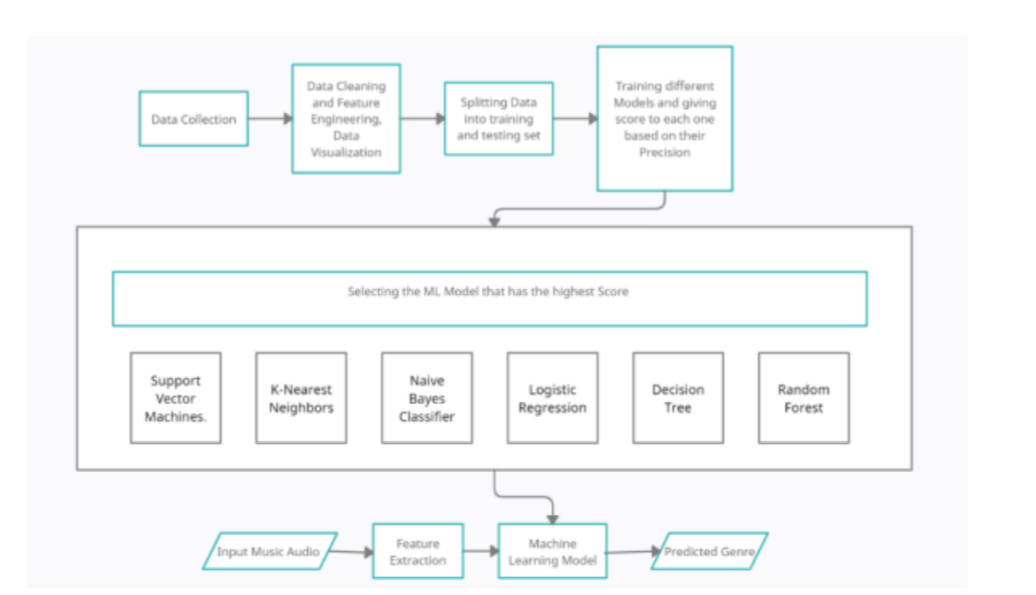 Data Collection
Data Cleaning
and Feature
Engineering,
Data
Visualization
Splitting Data
into training
and testing set
Training different
Models and giving
score to each one
based on their
Precision
Selecting the ML Model that has the highest Score
Support
Vector
Machines.
K-Nearest
Neighbors
Naive
Bayes
Classifier
Logistic
Regression
Decision
Tree
Random
Forest
Input Music Audio
Feature
Extraction
Machine
Learning Model
Predicted Genre